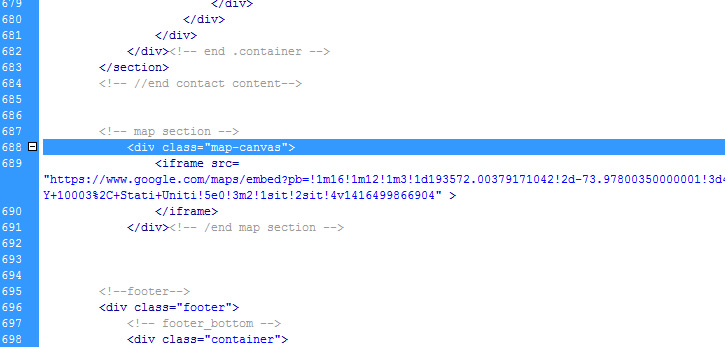 679 </div>
680 </div>
681 </div>
682 </div><!-- end .container -->
683 </section>
684 <!-- //end contact content-->
685
686
687 <!-- map section -->
688 <div class="map-canvas">
689 <iframe src=
"https://www.google.com/maps/embed?pb=!1m16!1m12!1m3!1d193572.00379171042!2d-73.97800350000001!3d4
Y+10003%2C+Stati+Uniti!5e0!3m2!1sit!2sit!4v1416499866904" >
690 </iframe>
691 </div><!-- /end map section -->
692
693
694
695 <!--footer-->
696 <div class="footer">
697 <!-- footer_bottom -->
698 <div class="container">